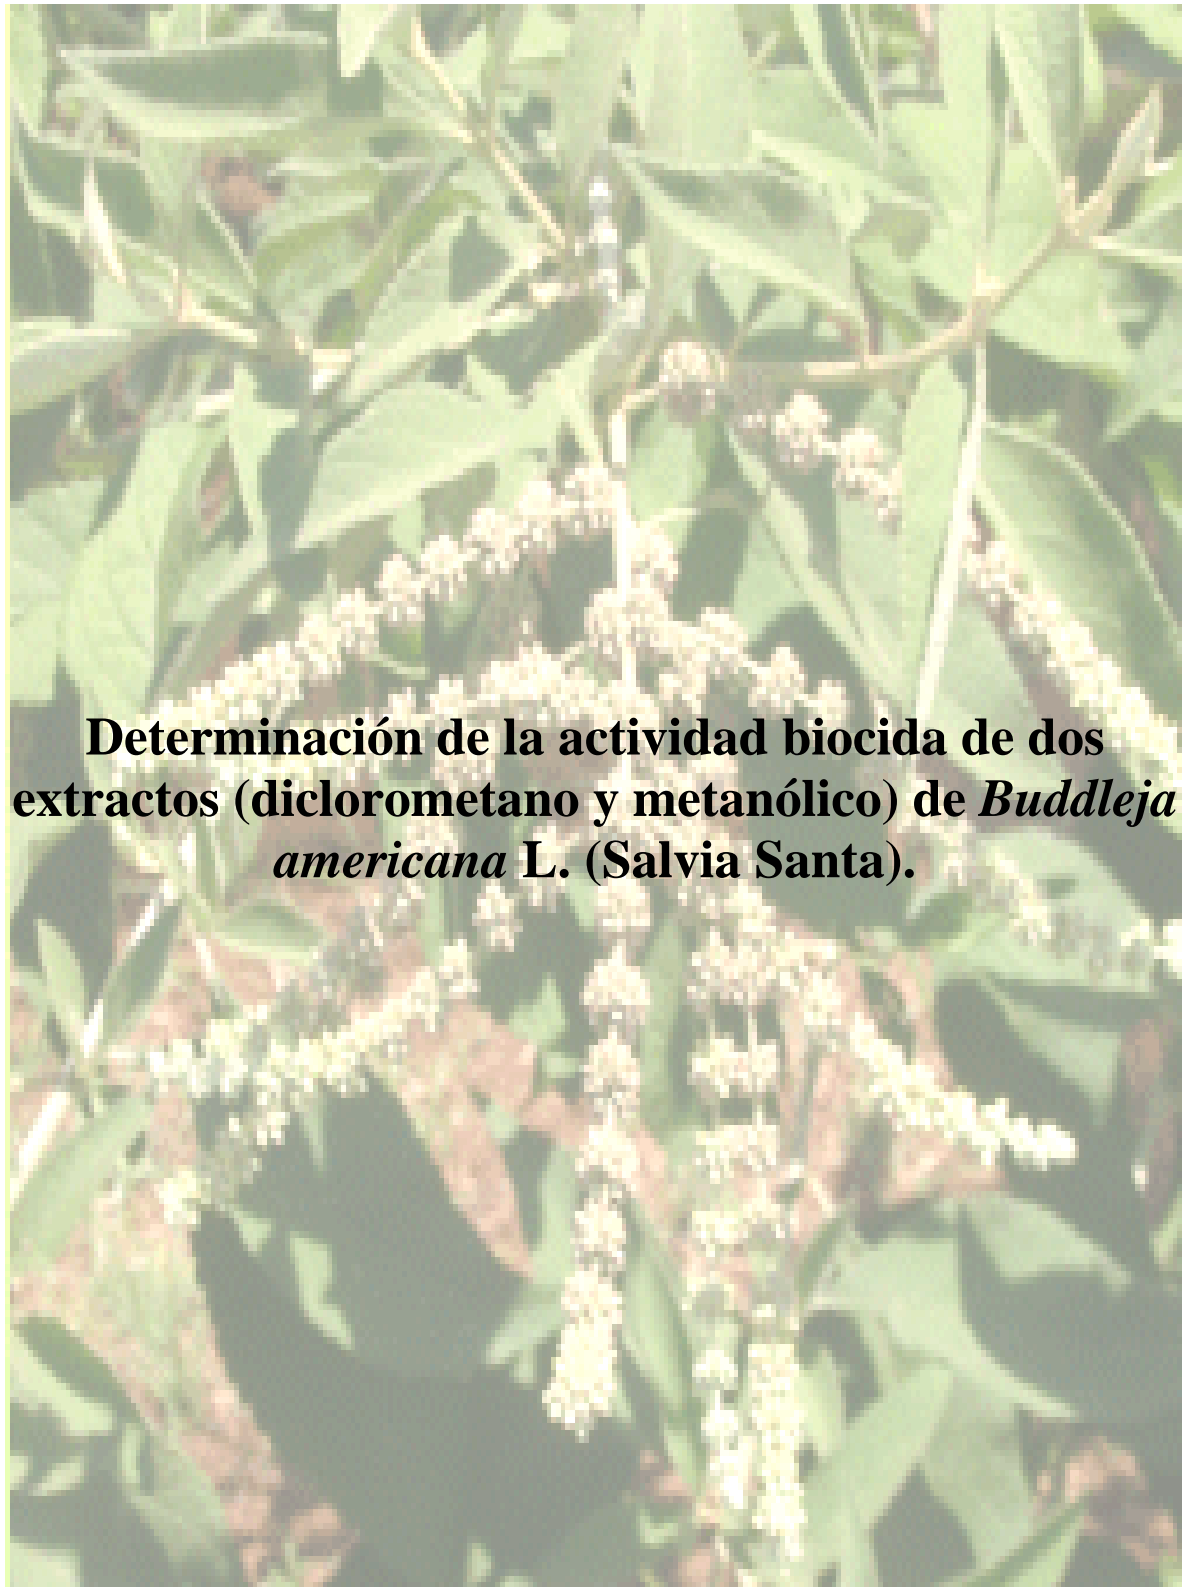 Determinación de la actividad biocida de dos
extractos (diclorometano y metanólico) de Buddleja
americana L. (Salvia Santa).